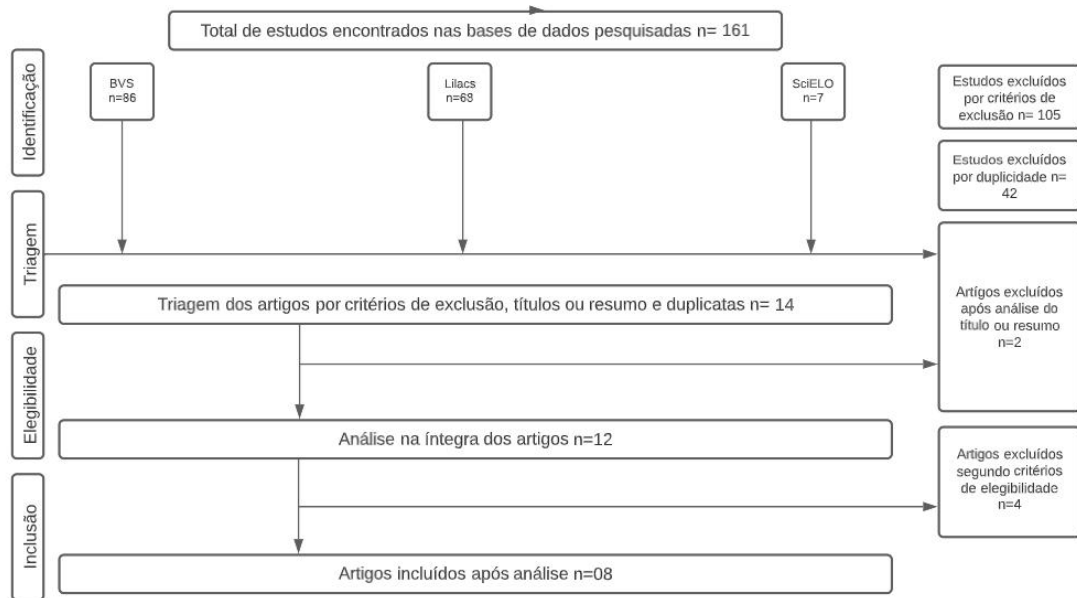 Total de estudos encontrados nas bases de dados pesquisadas n= 161
Identificação
BVS
n=86
Lilacs
n=68
SciELO
n=7
Estudos excluídos
por critérios de
exclusão n= 105
Estudos excluídos
por duplicidade n=
42
Triagem
Triagem dos artigos por critérios de exclusão, títulos ou resumo e duplicatas n= 14
Artígos excluídos
após análise do
título ou resumo
n=2
Elegibilidade
Análise na íntegra dos artigos n=12
Artigos excluídos
segundo critérios
de elegibilidade
n=4
Inclusão
Artigos incluídos após análise n=08